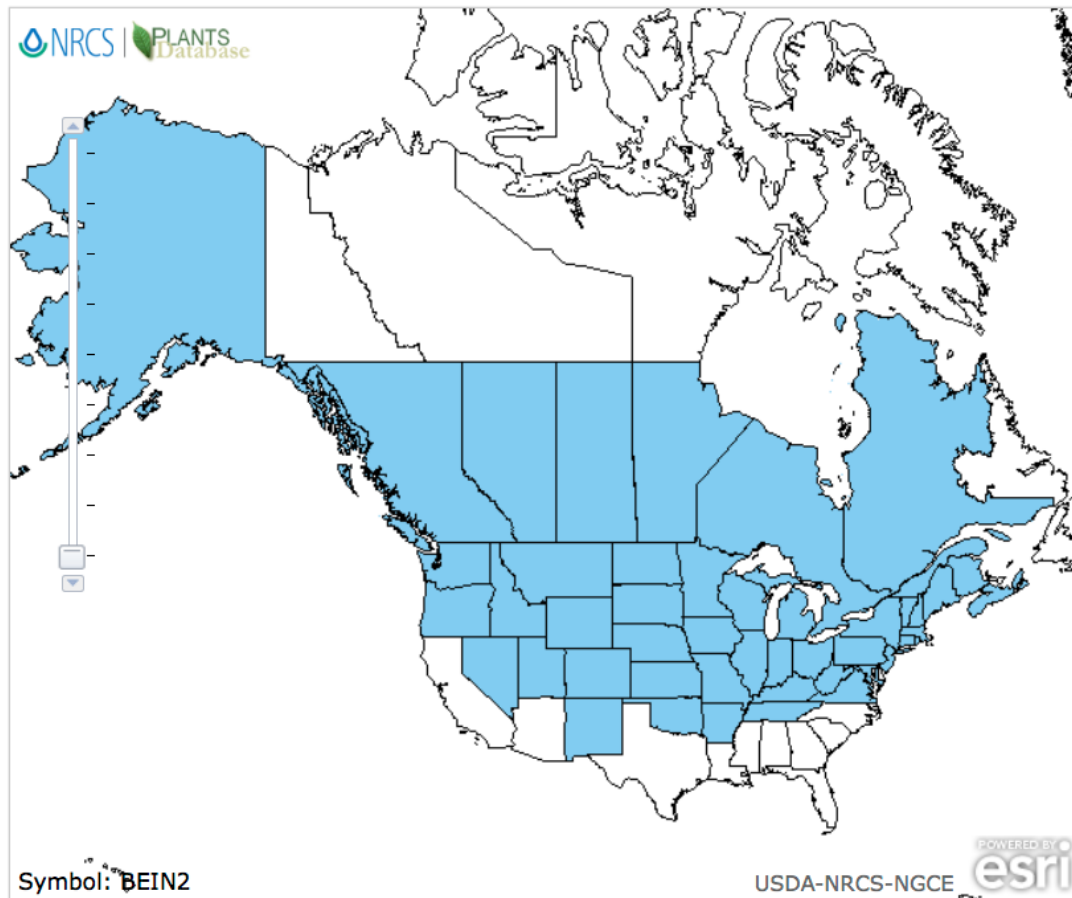 NRCS | PLANTS
Database
Symbol: BEIN2
USDA-NRCS-NGCE
POWERED BY
esri